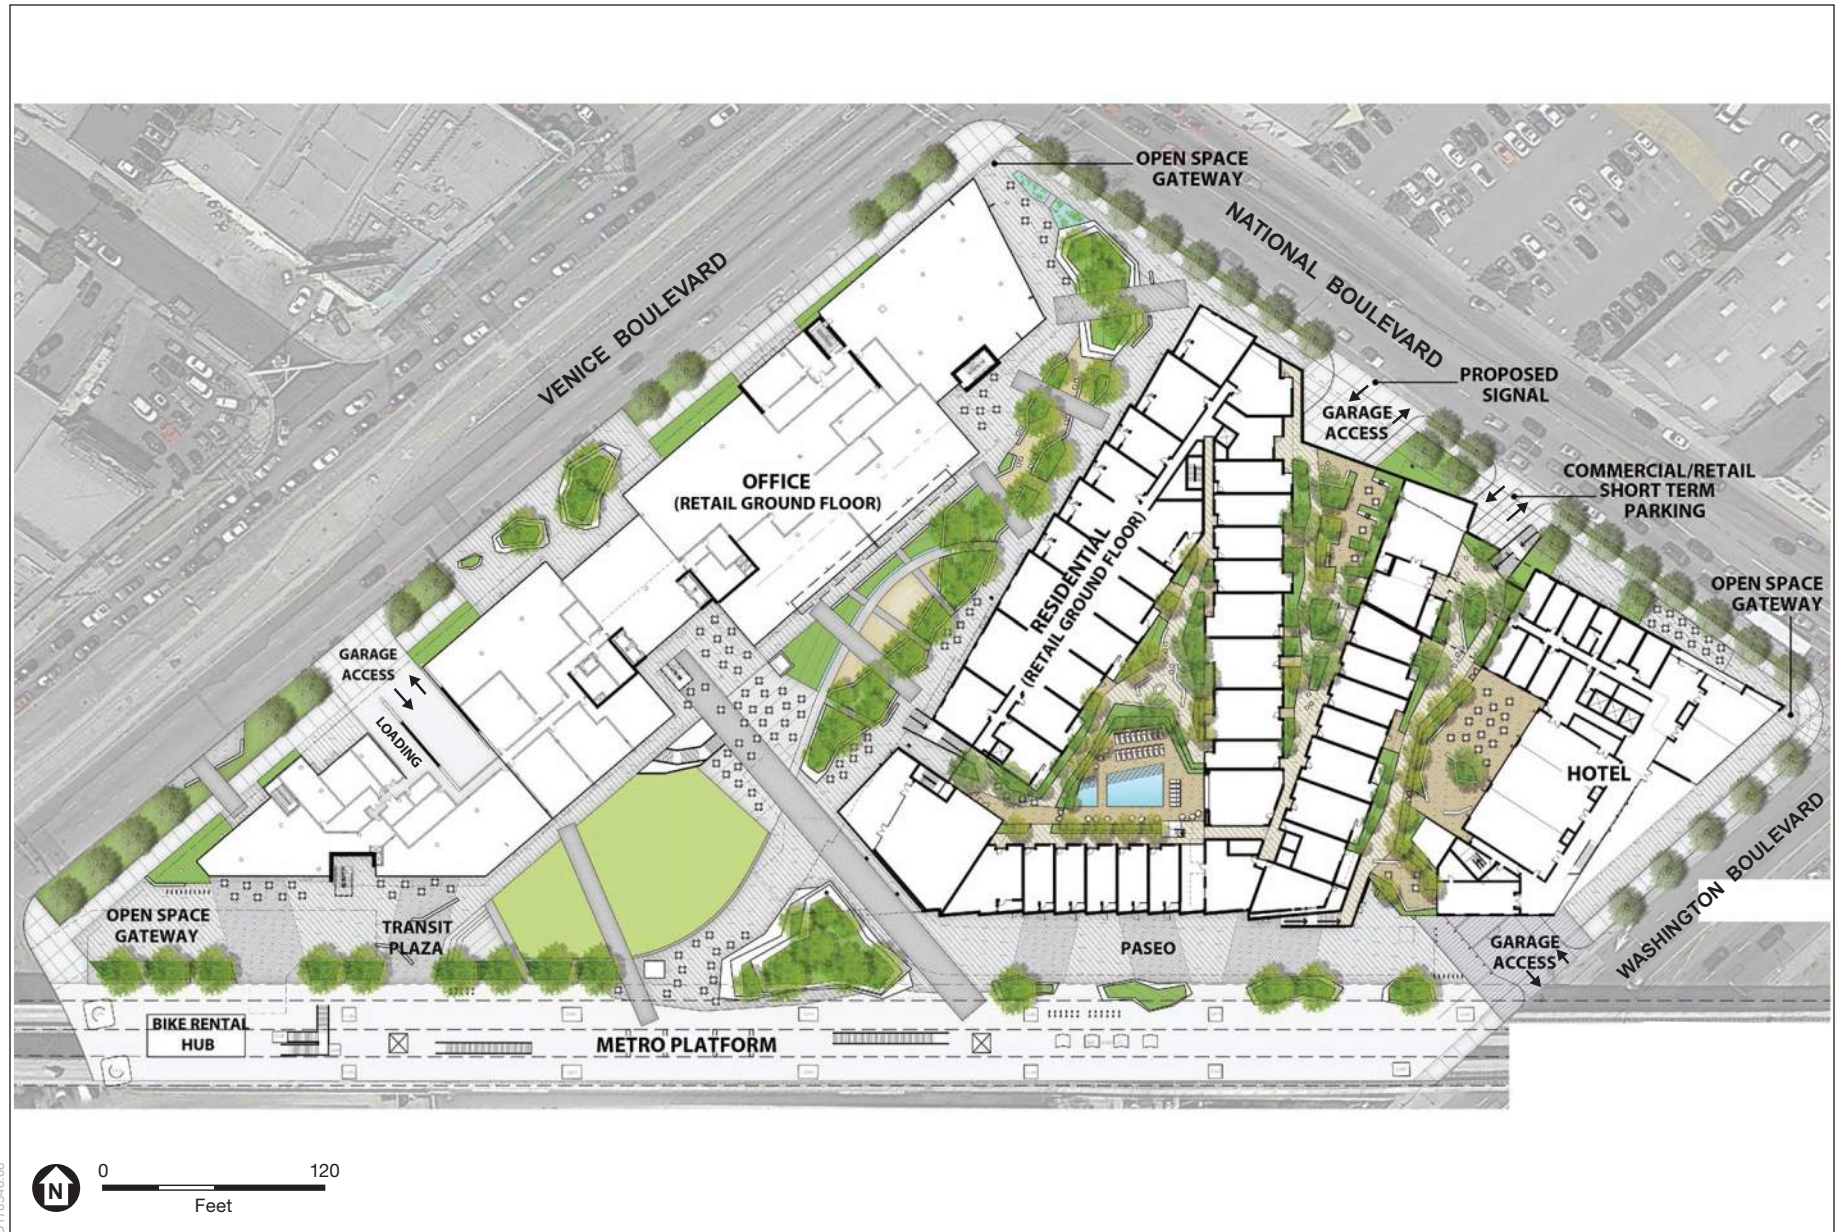 OPEN SPACE
GATEWAY
NATIONAL BOULEVARD
VENICE BOULEVARD
PROPOSED
SIGNAL
GARAGE
ACCESS
COMMERCIAL/RETAIL
SHORT TERM
PARKING
OFFICE
(RETAIL GROUND FLOOR)
RESIDENTIAL
(RETAIL GROUND FLOOR)
OPEN SPACE
GATEWAY
GARAGE
ACCESS
LOADING
HOTEL
WASHINGTON BOULEVARD
OPEN SPACE
GATEWAY
TRANSIT
PLAZA
PASEO
GARAGE
ACCESS
BIKE RENTAL
HUB
METRO PLATFORM
N
0
120
Feet